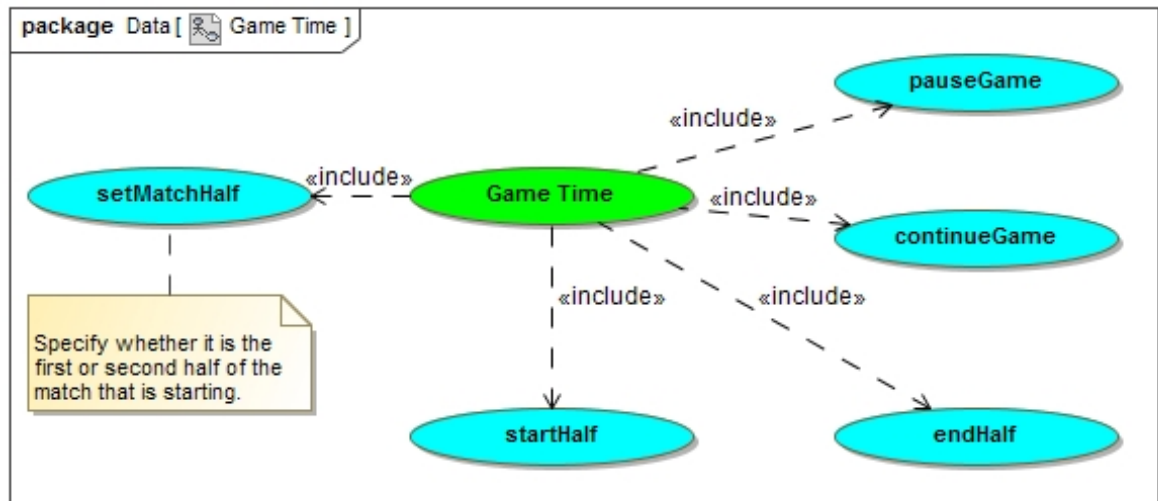 package Data [ Game Time ]
pauseGame
«include»
«include»
setMatchHalf
Game Time
«include»
continueGame
«include»
«include»
Specify whether it is the
first or second half of the
match that is starting.
startHalf
endHalf